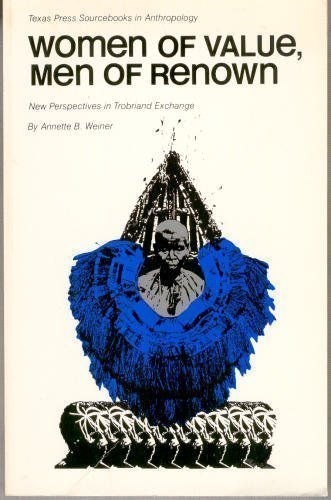 Texas Press Sourcebooks in Anthropology
WOMEN OF VALUE,
MEN OF RENOWN
New Perspectives in Trobriand Exchange
By Annette B. Weiner